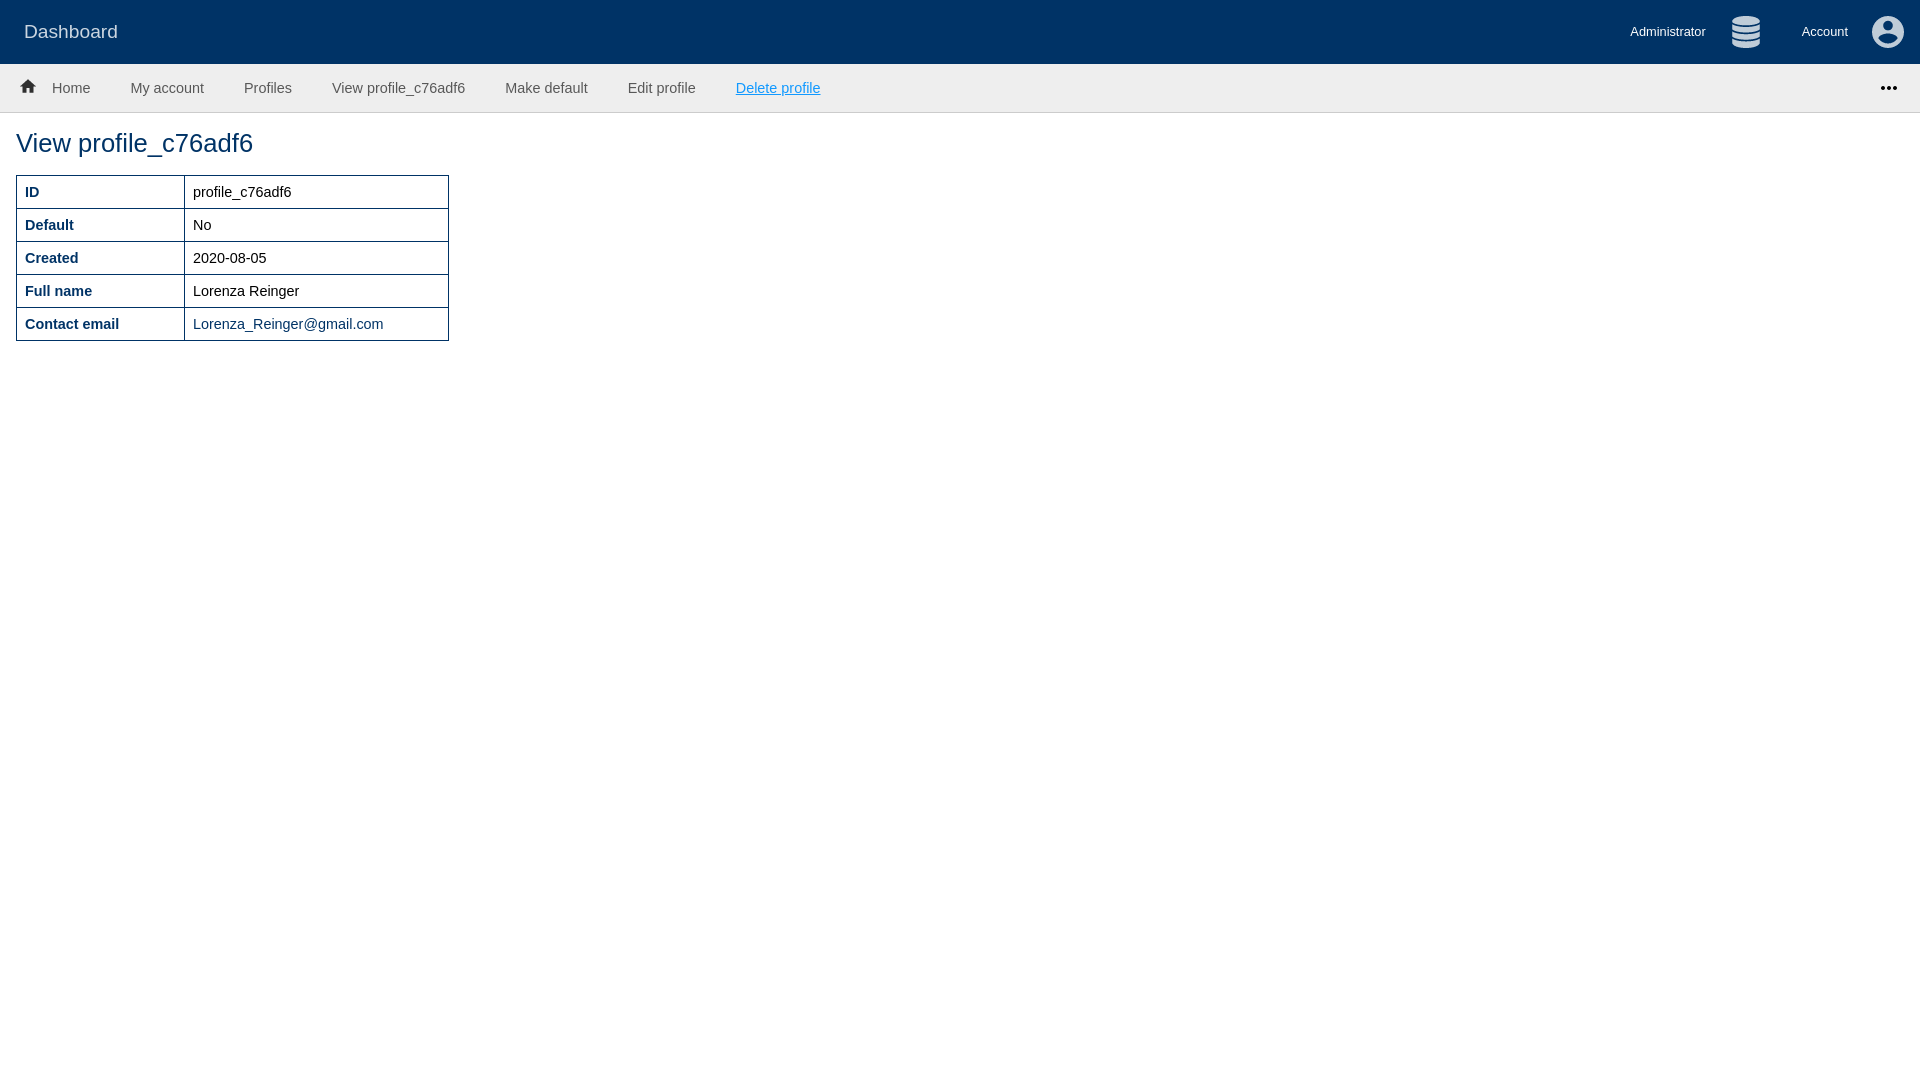 Dashboard
Administrator
Account
Home
My account
Profiles
View profile_c76adf6
Make default
Edit profile
Delete profile
View profile_c76adf6
ID profile_c76adf6
Default No
Created 2020-08-05
Full name Lorenza Reinger
Contact email Lorenza_Reinger@gmail.com